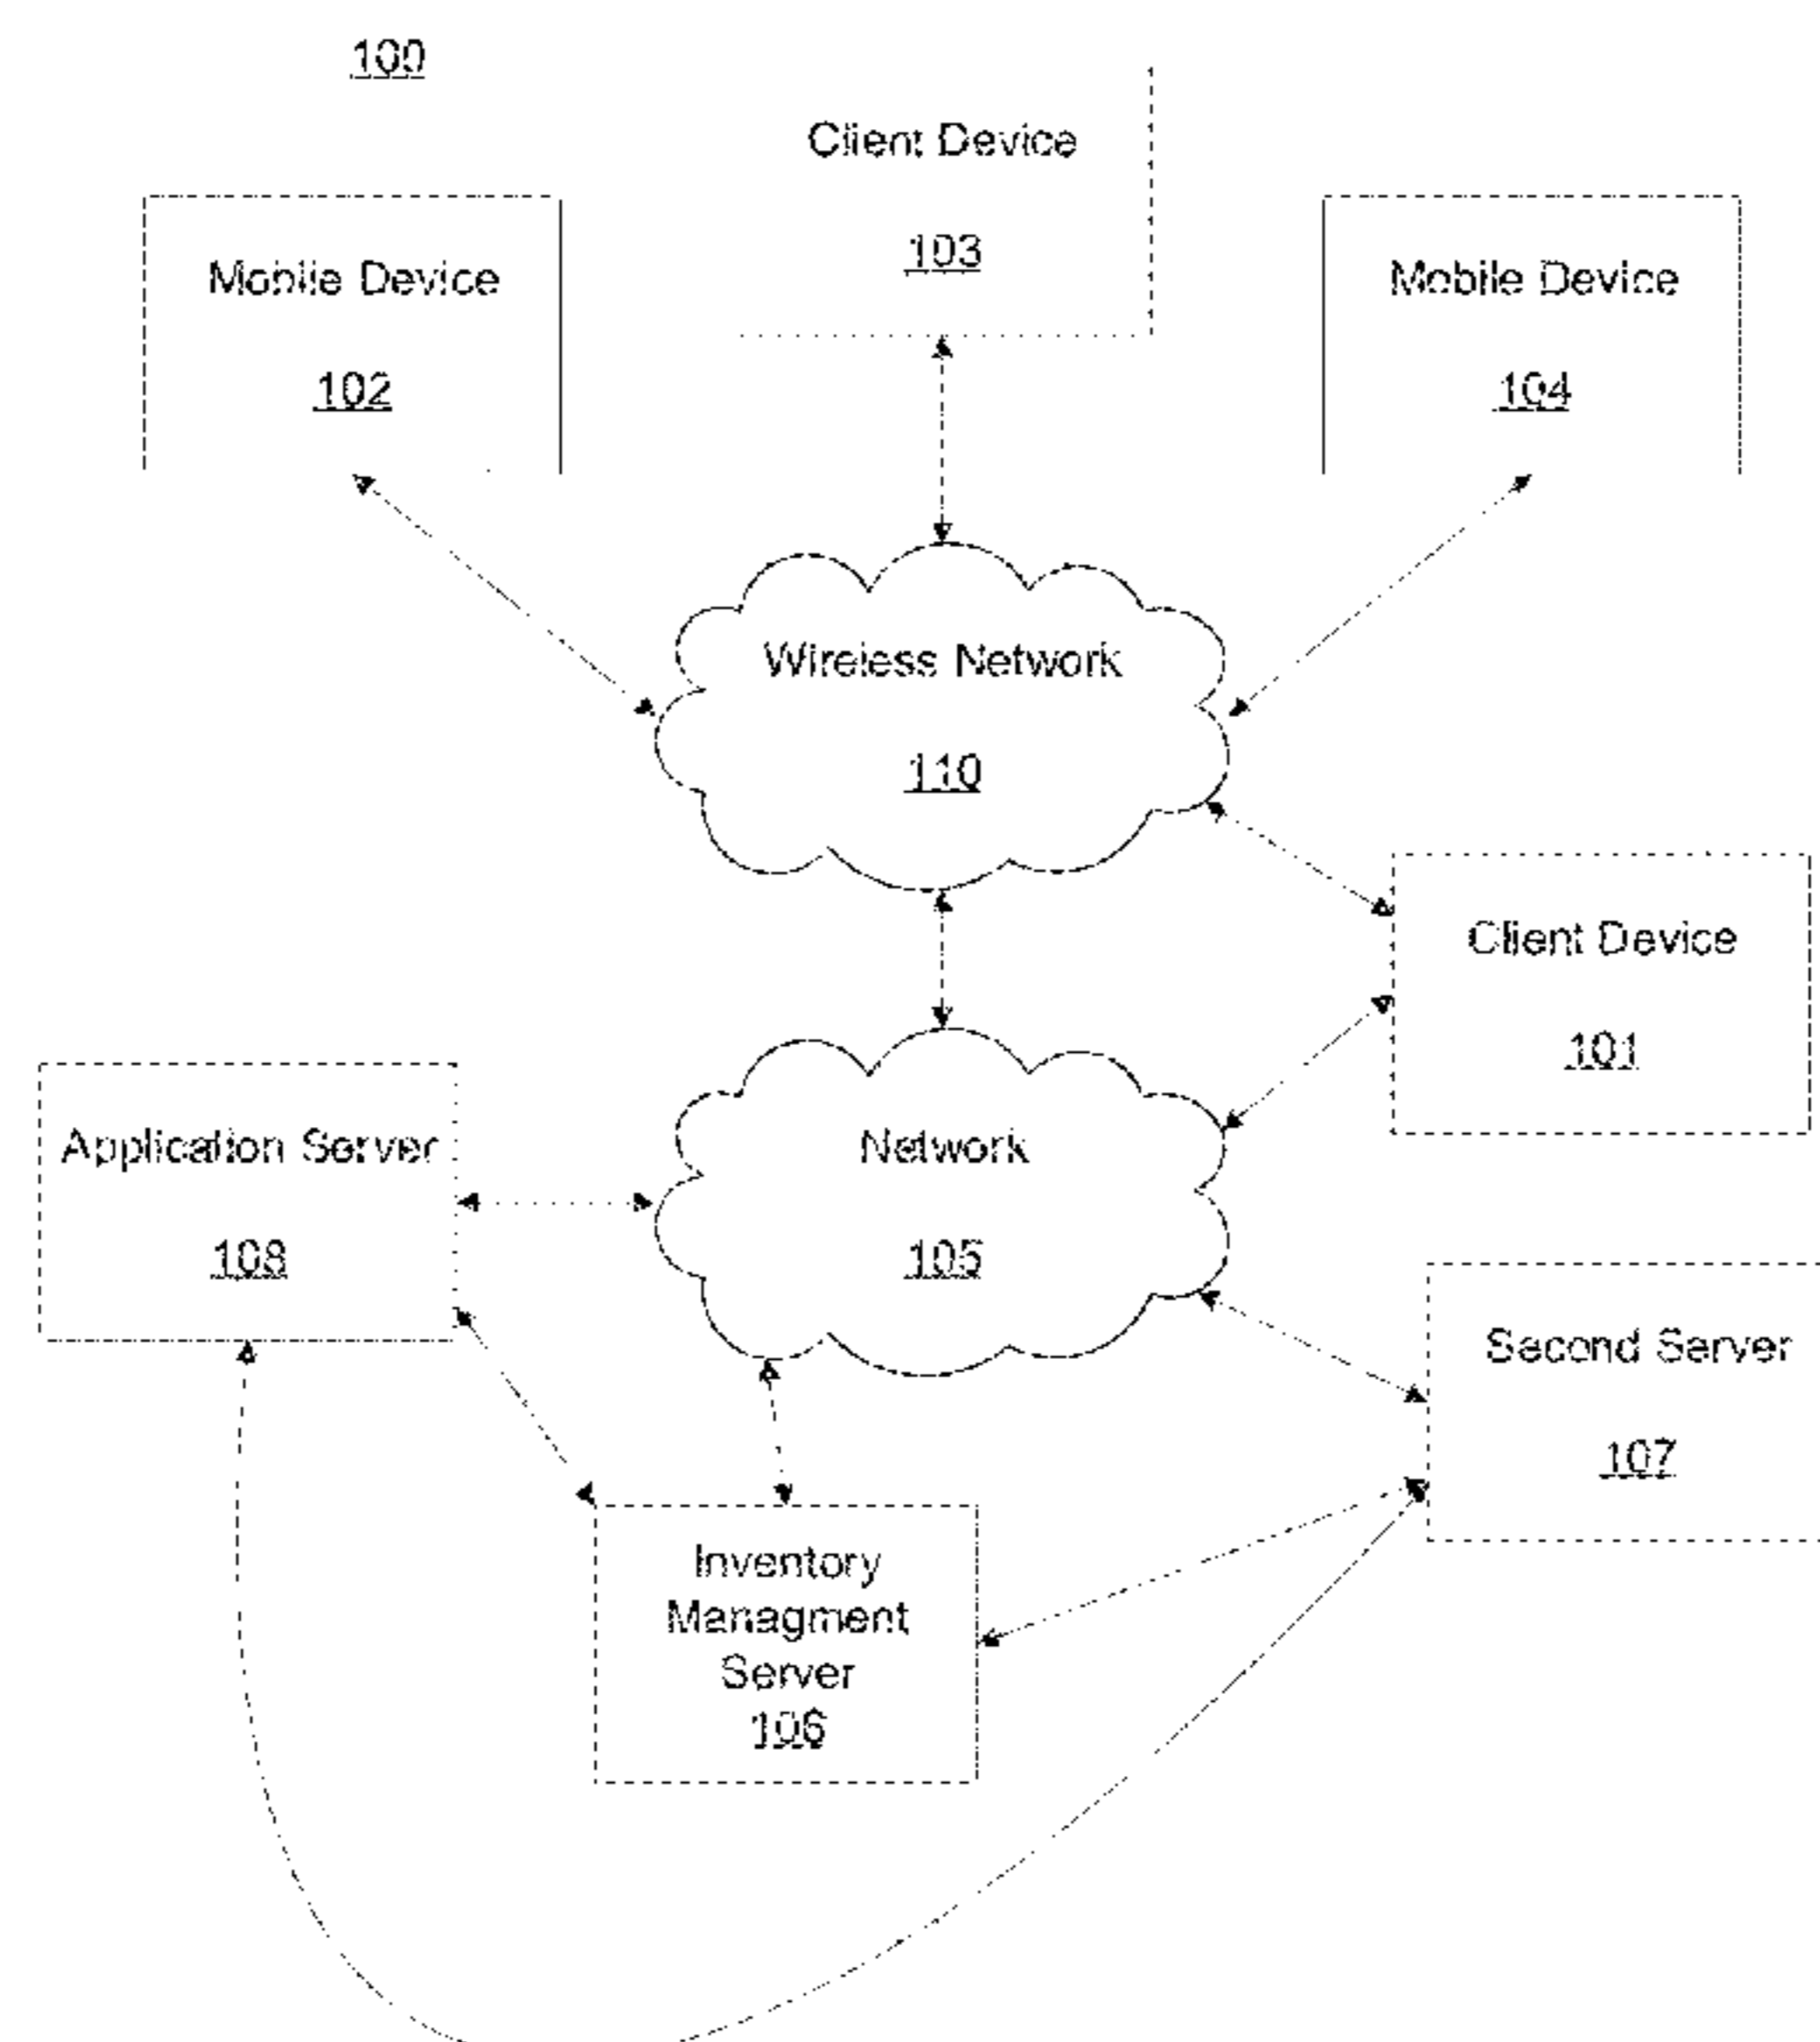 100
Client Device
103
Mobile Device
102
Mobile Device
104
Wireless Network
110
Client Device
101
Application Server
108
Network
105
Second Server
107
Inventory
Managment
Server
106